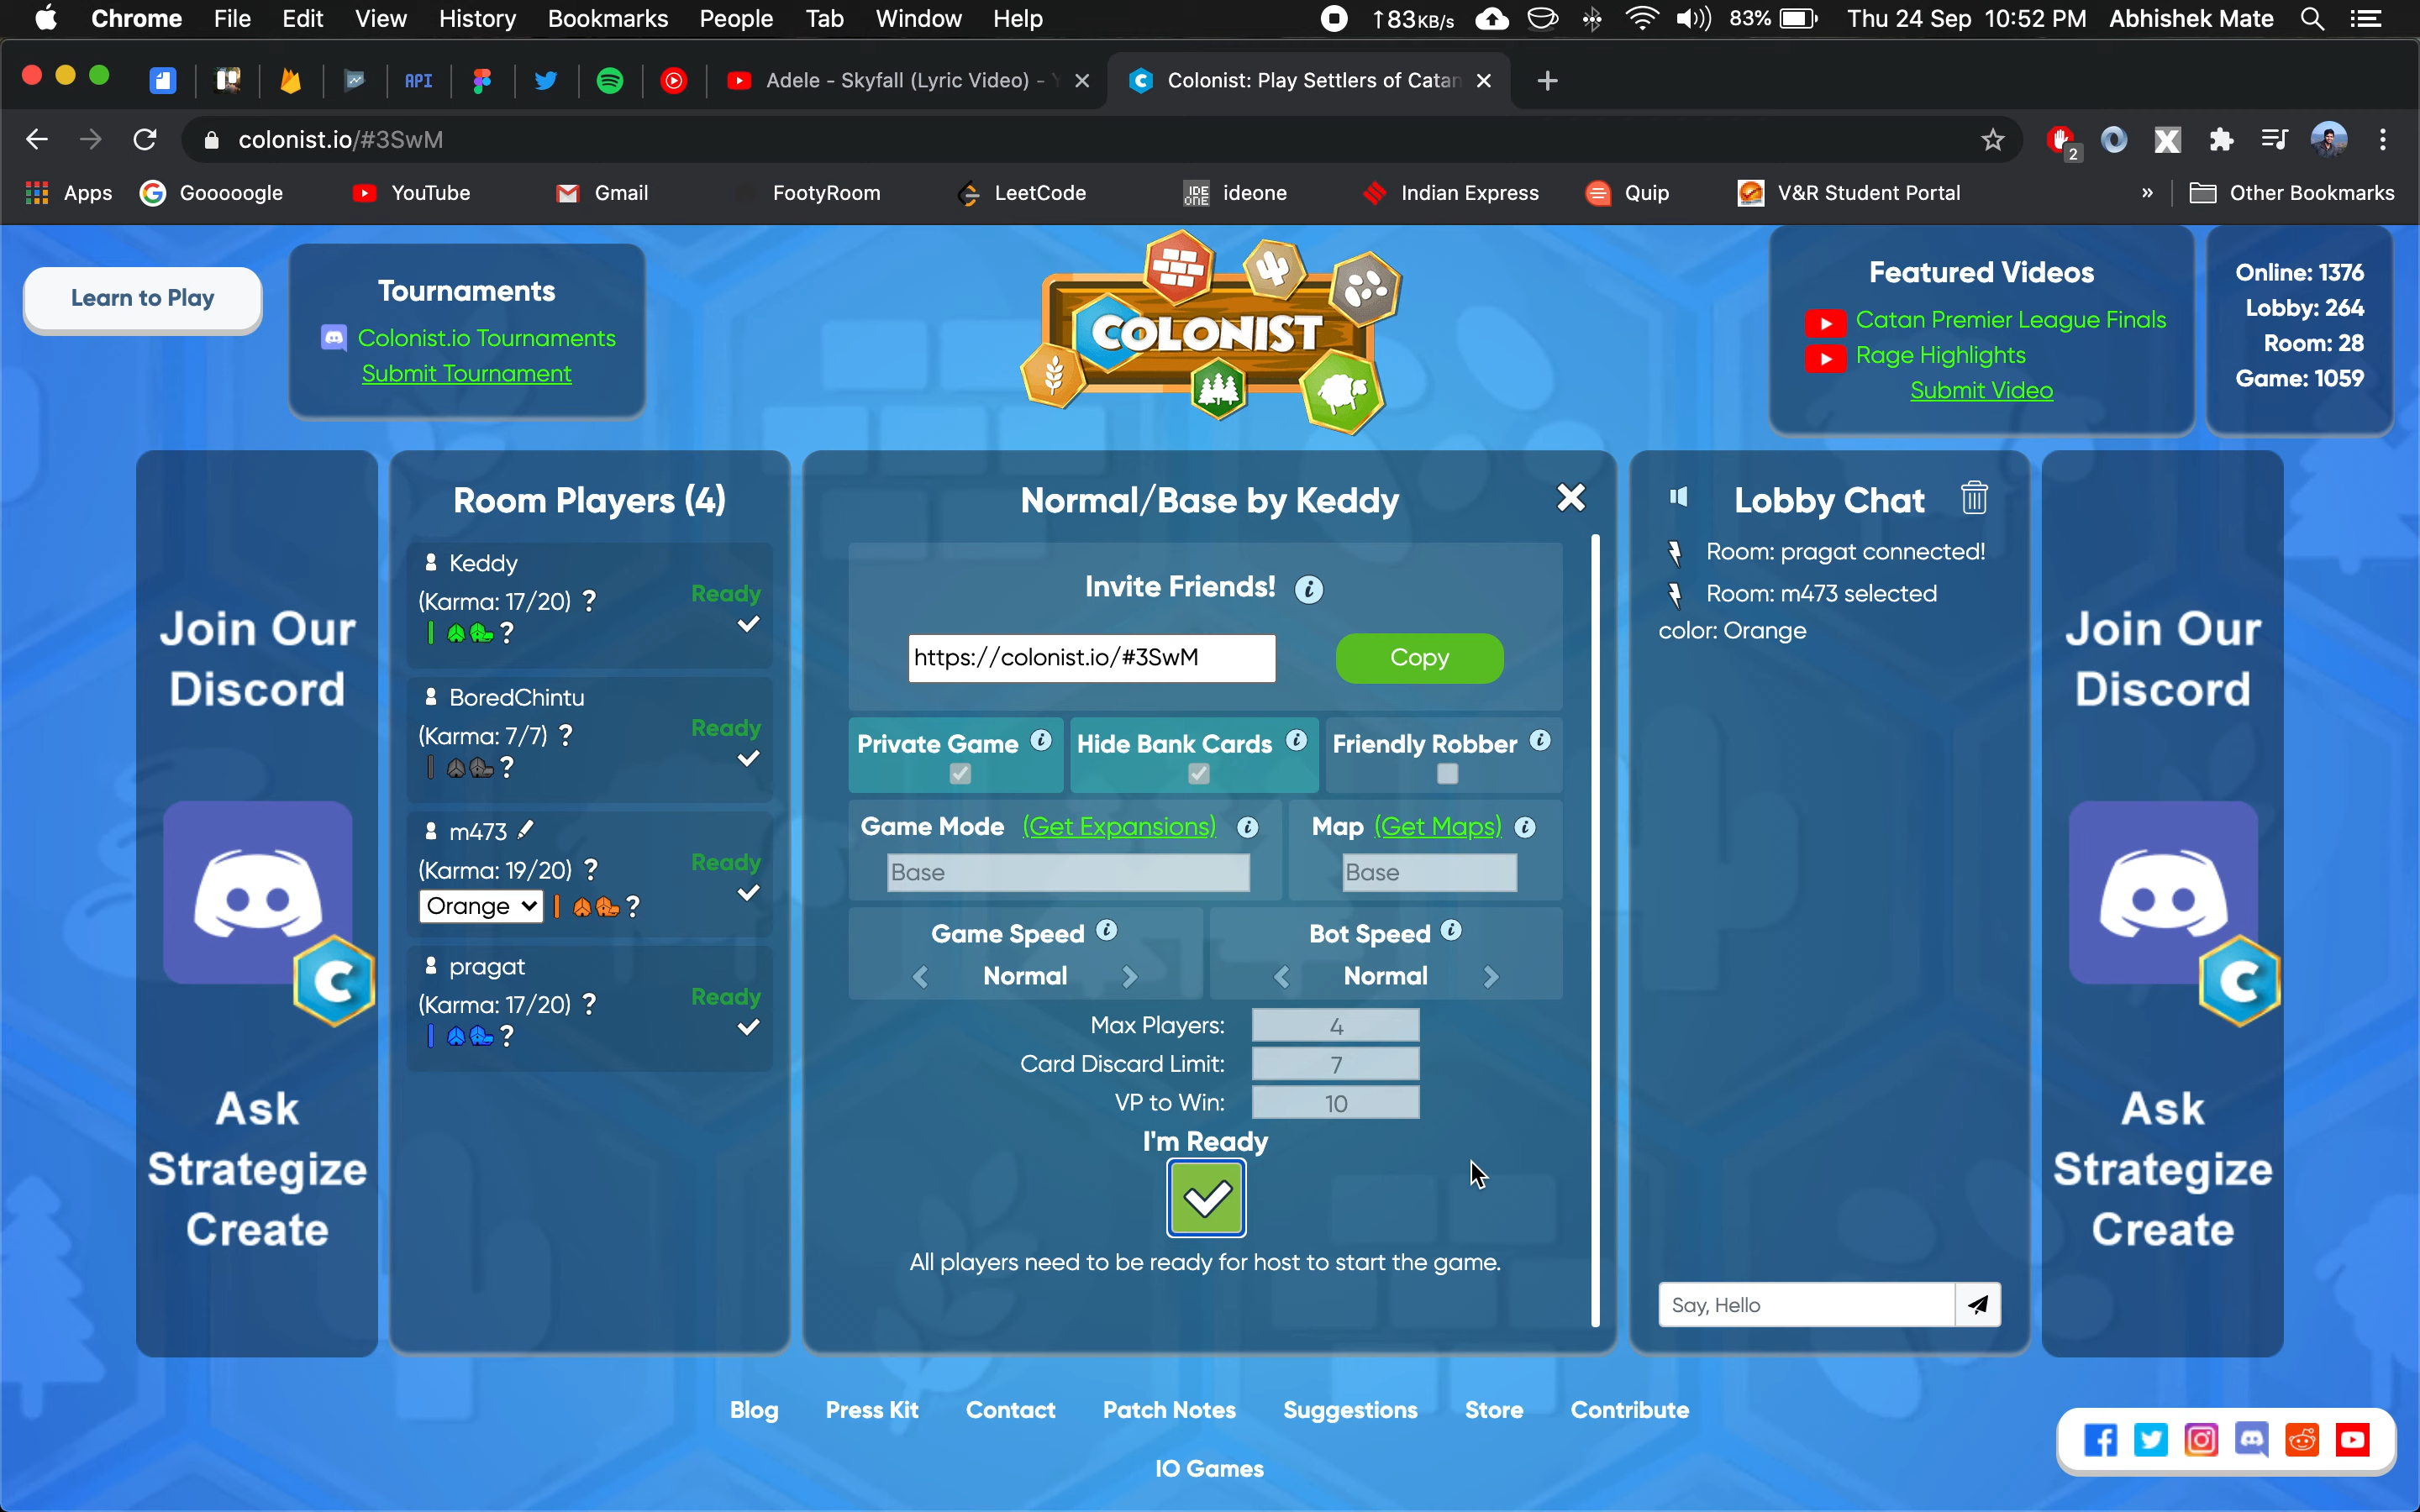 Chrome File Edit View History Bookmarks People Tab Window Help
↑83 KB/s 83% Thu 24 Sep 10:52 PM Abhishek Mate
API
Adele - Skyfall (Lyric Video) -
Colonist: Play Settlers of Catan
colonist.io/#3SwM
2
Apps Gooooogle YouTube Gmail FootyRoom LeetCode IDE ONE ideone Indian Express Quip V&R Student Portal » Other Bookmarks
Learn to Play
Tournaments
Colonist.io Tournaments
Submit Tournament
COLONIST
Featured Videos
Catan Premier League Finals
Rage Highlights
Submit Video
Online: 1376
Lobby: 264
Room: 28
Game: 1059
Join Our
Discord
Ask
Strategize
Create
Room Players (4)
Keddy
(Karma: 17/20) ?
Ready
?
BoredChintu
(Karma: 7/7) ?
Ready
?
m473
(Karma: 19/20) ?
Ready
Orange ?
pragat
(Karma: 17/20) ?
Ready
?
Normal/Base by Keddy
Invite Friends! i
https://colonist.io/#3SwM Copy
Private Game i Hide Bank Cards i Friendly Robber i
Game Mode (Get Expansions) i Map (Get Maps) i
Base Base
Game Speed i Bot Speed i
Normal Normal
Max Players: 4
Card Discard Limit: 7
VP to Win: 10
I'm Ready
All players need to be ready for host to start the game.
Lobby Chat
Room: pragat connected!
Room: m473 selected
color: Orange
Say, Hello
Join Our
Discord
C
Ask
Strategize
Create
Blog Press Kit Contact Patch Notes Suggestions Store Contribute
IO Games